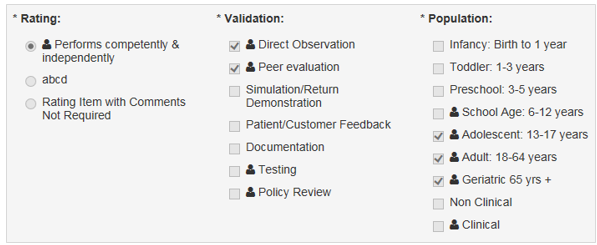 * Rating:
Performs competently &
independently
abcd
Rating Item with Comments
Not Required
* Validation:
Direct Observation
Peer evaluation
Simulation/Return
Demonstration
Patient/Customer Feedback
Documentation
Testing
Policy Review
* Population:
Infancy: Birth to 1 year
Toddler: 1-3 years
Preschool: 3-5 years
School Age: 6-12 years
Adolescent: 13-17 years
Adult: 18-64 years
Geriatric 65 yrs +
Non Clinical
Clinical